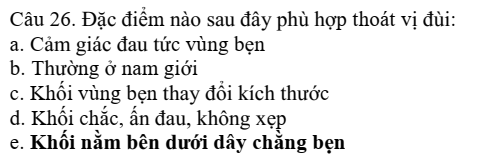 Câu 26. Đặc điểm nào sau đây phù hợp thoát vị đùi:
a. Cảm giác đau tức vùng bẹn
b. Thường ở nam giới
c. Khối vùng bẹn thay đổi kích thước
d. Khối chắc, ấn đau, không xẹp
e. Khối nằm bên dưới dây chằng bẹn